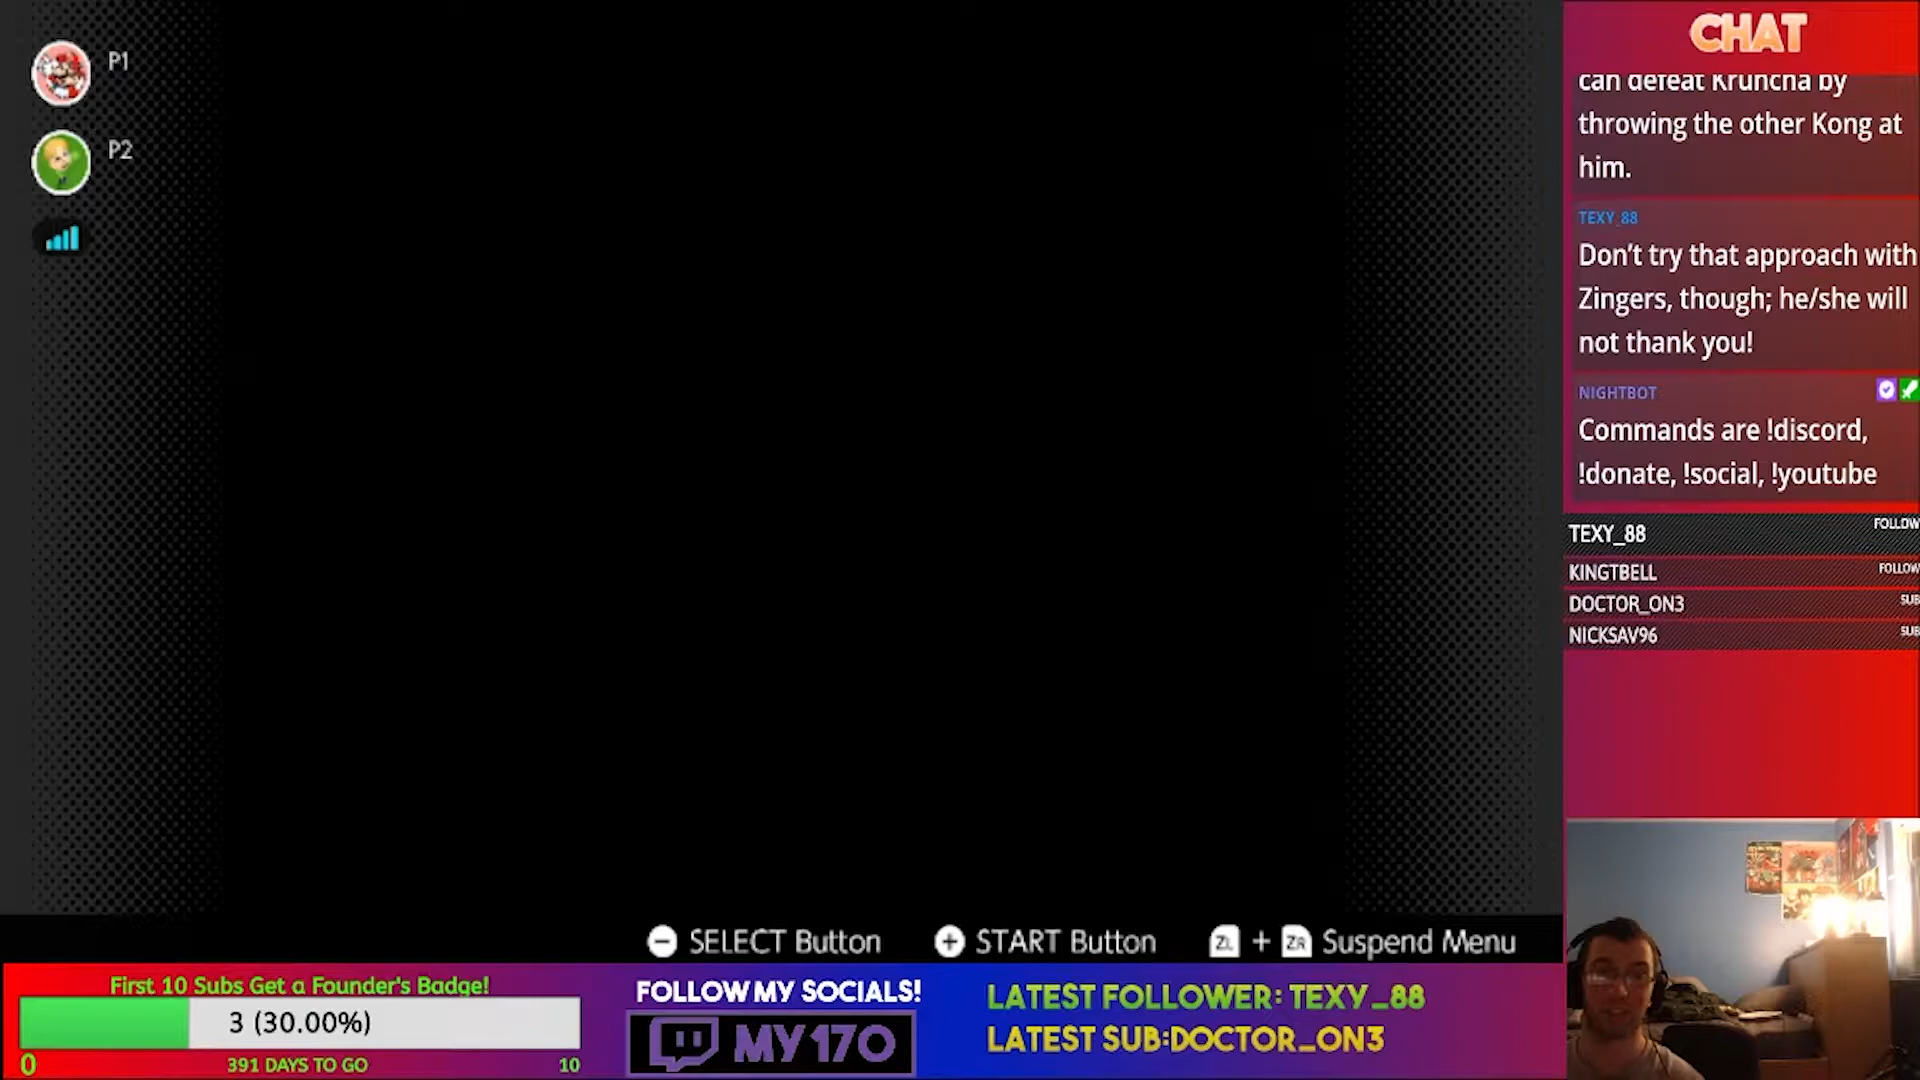 P1
P2
CHAT
can defeat Kruncha by
throwing the other Kong at
him.
TEXY_88
Don't try that approach with
Zingers, though; he/she will
not thank you!
NIGHTBOT
Commands are !discord,
!donate, !social, !youtube
TEXY_88 FOLLOW
KINGTBELL FOLLOW
DOCTOR_ON3 SUB
NICKSAV96 SUB
SELECT Button
START Button
ZL + ZR Suspend Menu
First 10 Subs Get a Founder's Badge!
3 (30.00%)
0 391 DAYS TO GO 10
FOLLOW MY SOCIALS!
MY170
LATEST FOLLOWER: TEXY_88
LATEST SUB:DOCTOR_ON3